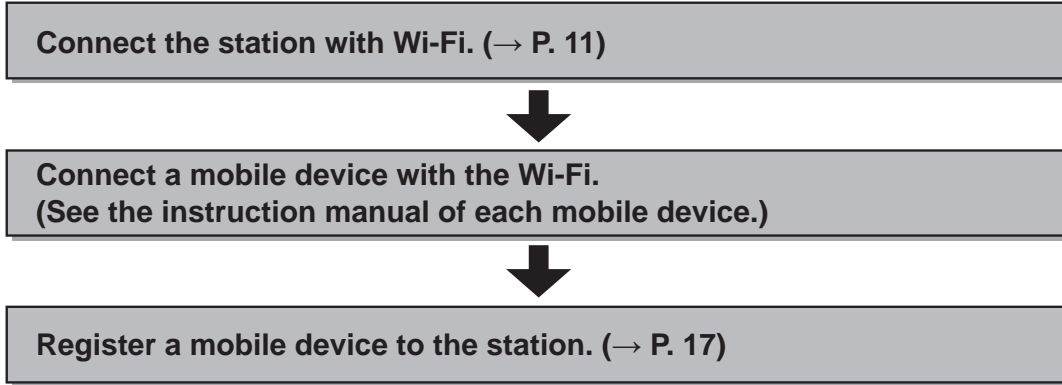 Connect the station with Wi-Fi. (→ P. 11)
Connect a mobile device with the Wi-Fi.
(See the instruction manual of each mobile device.)
Register a mobile device to the station. (→ P. 17)